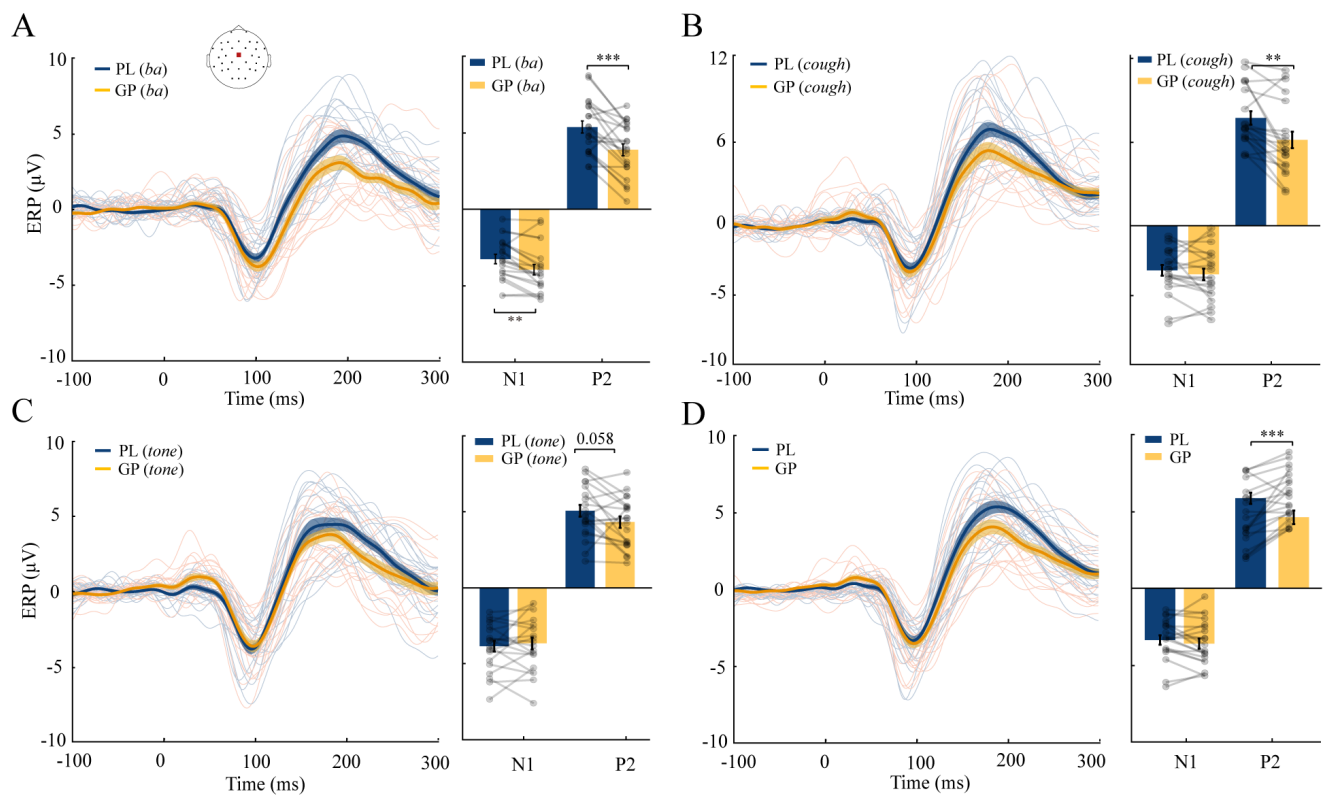 A
PL (ba)
GP (ba)
ERP (µV)
10
5
0
-5
-10
-100
0
100
200
300
Time (ms)
PL (ba)
GP (ba)
***
**
N1
P2
B
PL (cough)
GP (cough)
12
6
0
-5
-10
-100
0
100
200
300
Time (ms)
PL (cough)
GP (cough)
**
N1
P2
C
PL (tone)
GP (tone)
ERP (µV)
10
5
0
-5
-10
-100
0
100
200
300
Time (ms)
PL (tone)
GP (tone)
0.058
N1
P2
D
PL
GP
10
5
0
-5
-10
-100
0
100
200
300
Time (ms)
PL
GP
***
N1
P2